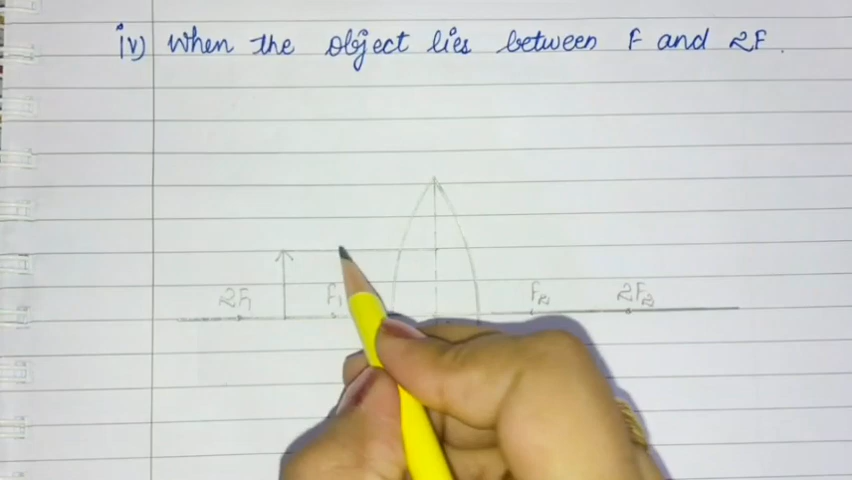 iv) When the object lies between F and 2F.
2F₁ F₁ F₂ 2F₂